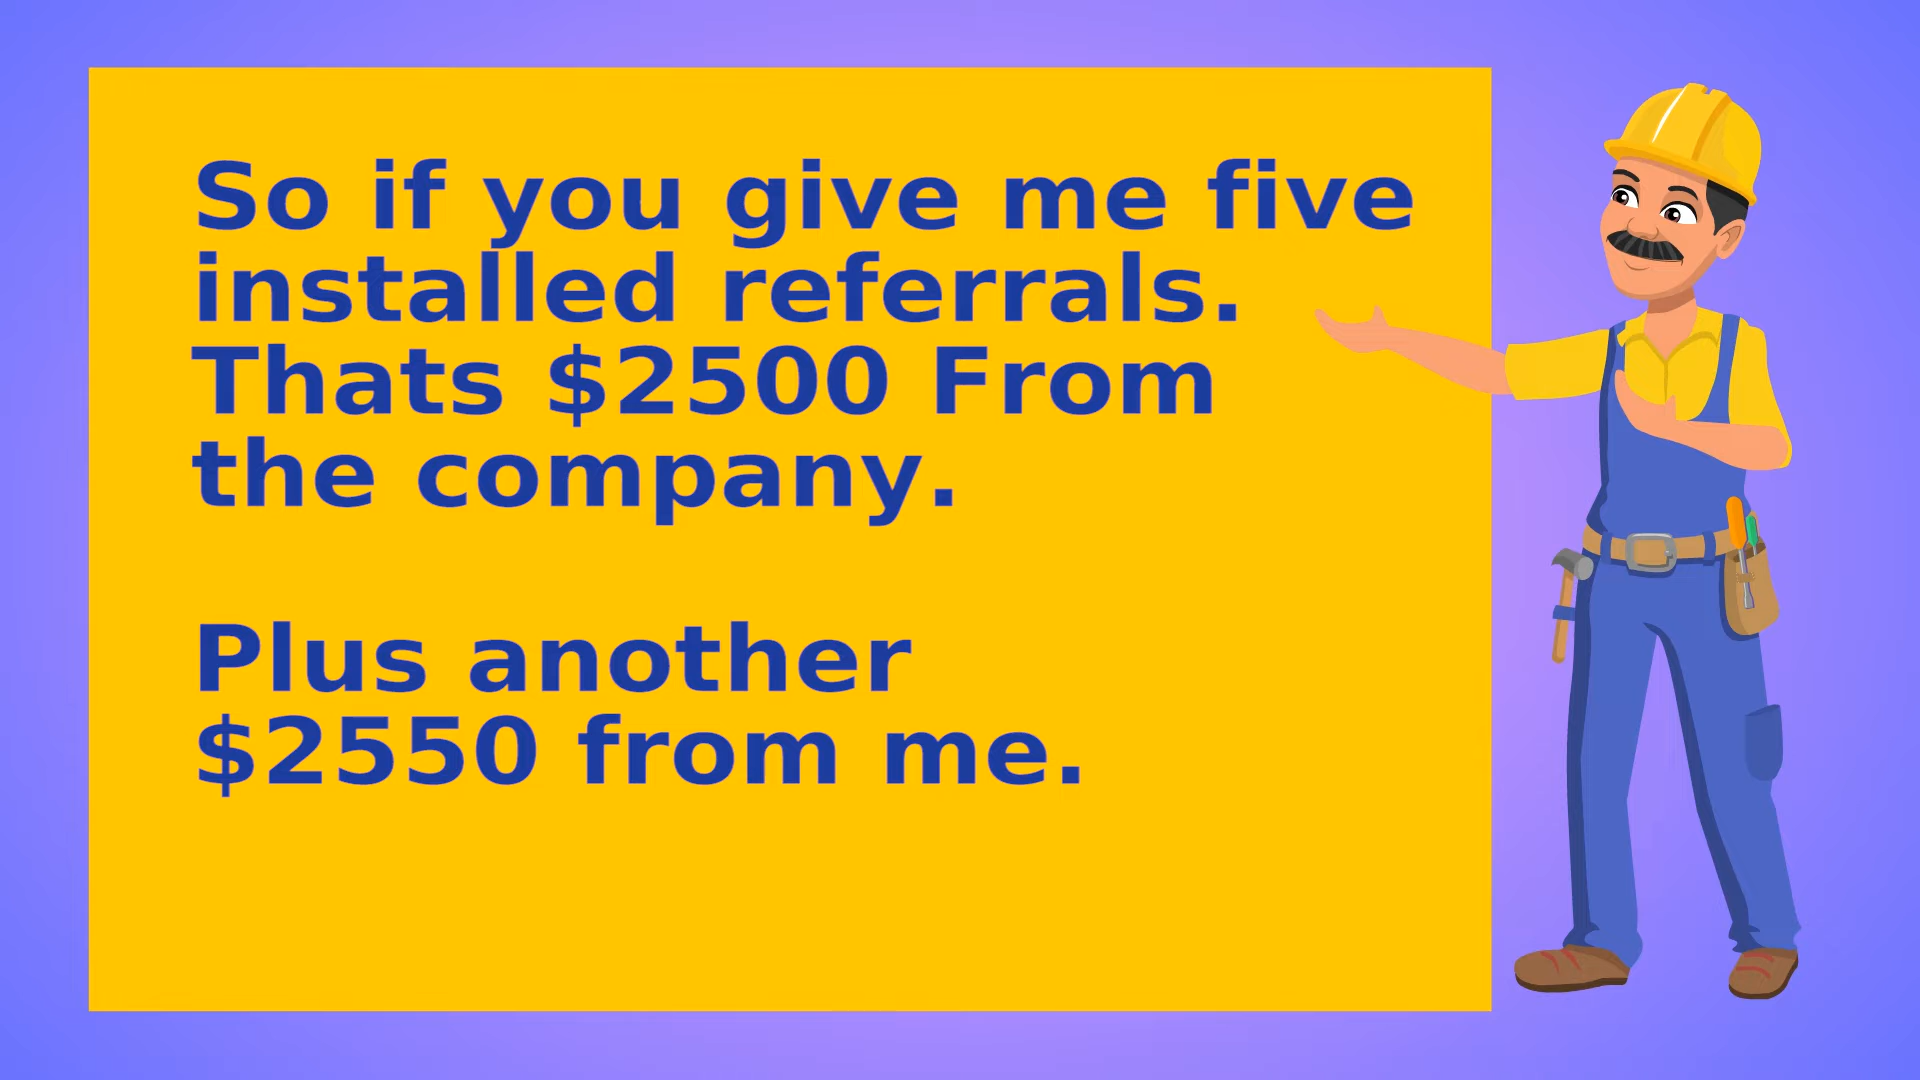 So if you give me five
installed referrals.
Thats $2500 From
the company.
Plus another
$2550 from me.